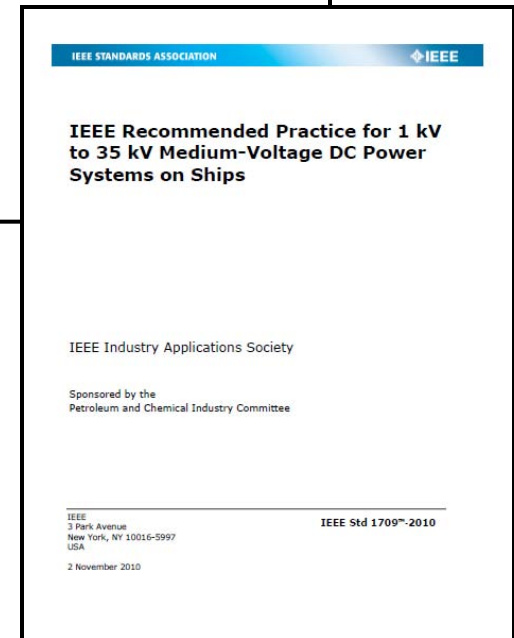 IEEE STANDARDS ASSOCIATION
IEEE
IEEE Recommended Practice for 1 kV
to 35 kV Medium-Voltage DC Power
Systems on Ships
IEEE Industry Applications Society
Sponsored by the
Petroleum and Chemical Industry Committee
IEEE
3 Park Avenue
New York, NY 10016-5997
USA
2 November 2010
IEEE Std 1709™-2010